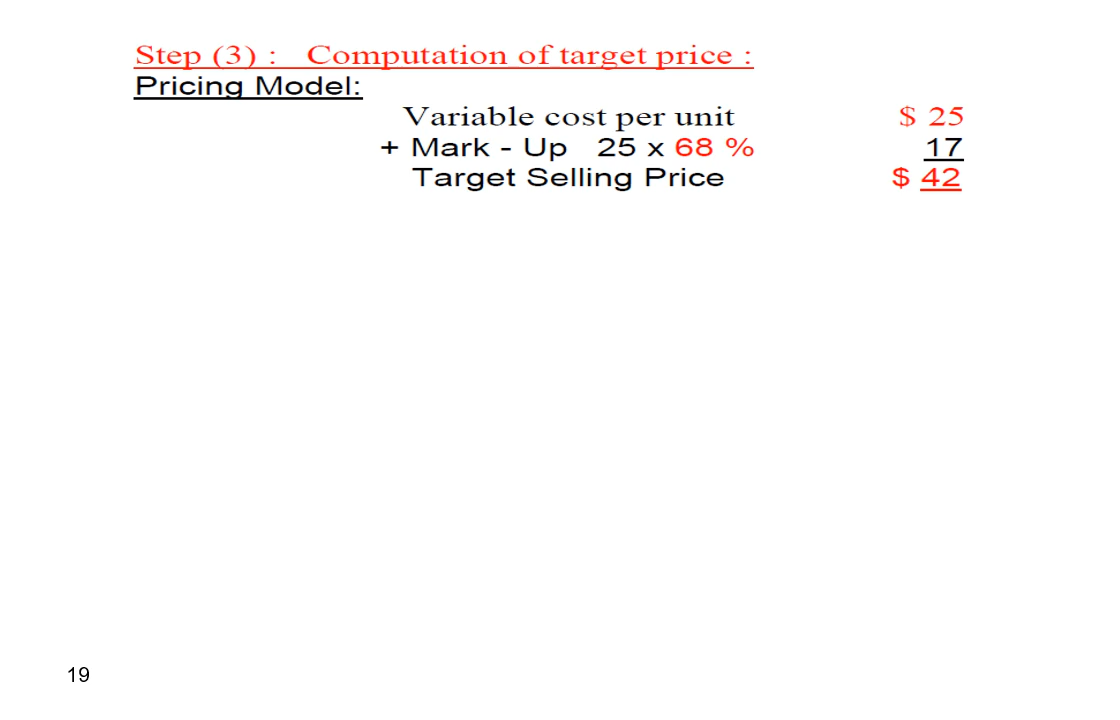 Step (3) : Computation of target price :
Pricing Model:
Variable cost per unit $ 25
+ Mark - Up 25 x 68 % 17
Target Selling Price $ 42
19